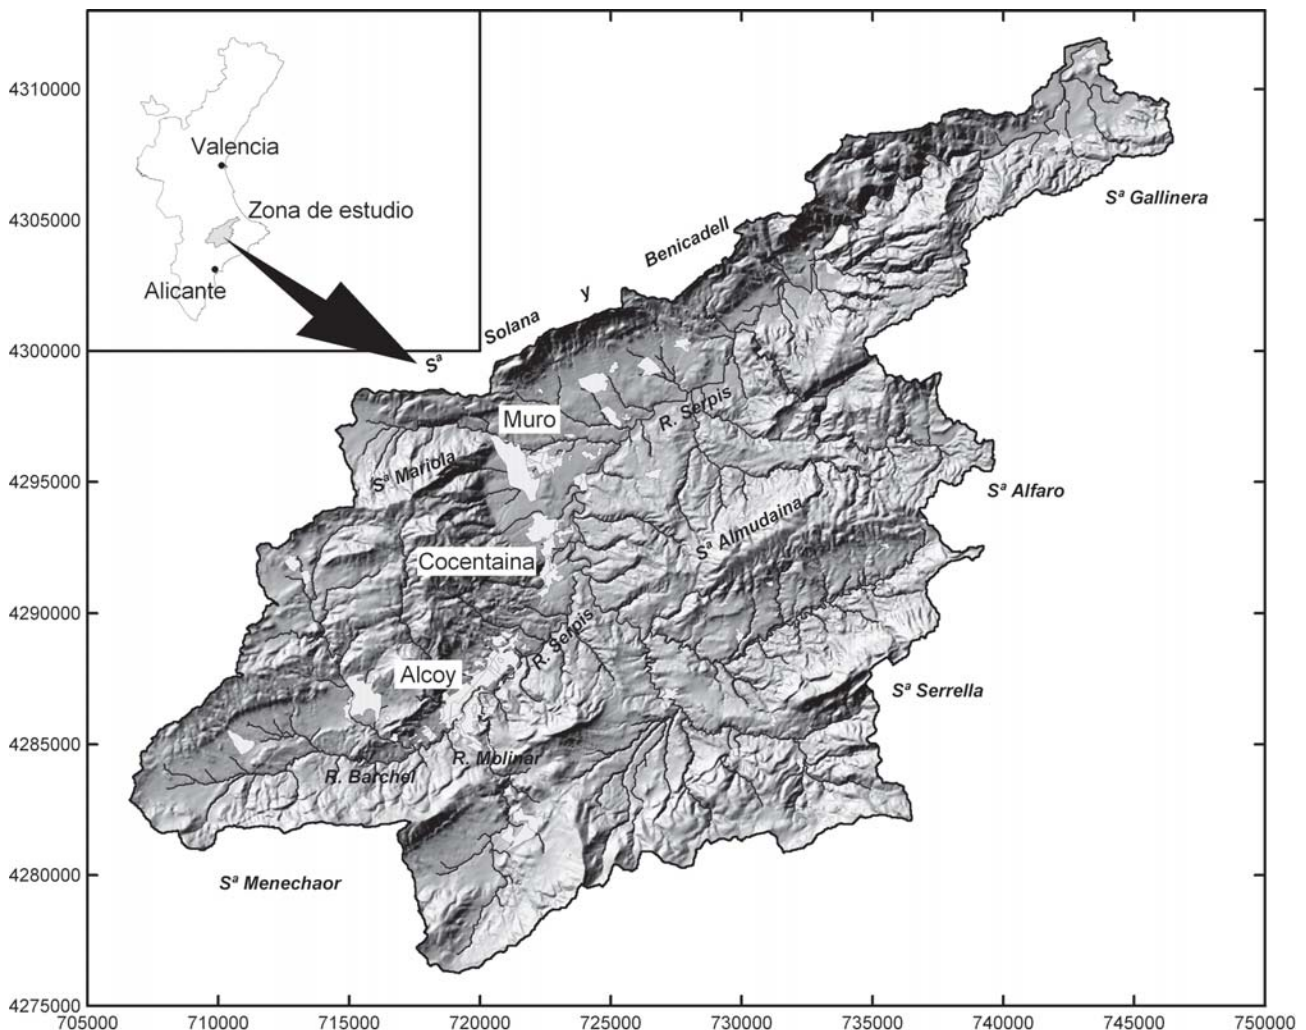 4310000
4305000
4300000
4295000
4290000
4285000
4280000
4275000
705000 710000 715000 720000 725000 730000 735000 740000 745000 750000
Valencia
Zona de estudio
Alicante
Sª Solana y Benicadell
Sª Gallinera
Muro
R. Serpis
Sª Mariola
Sª Alfaro
Sª Almudaina
Cocentaina
R. Serpis
Alcoy
Sª Serrella
R. Molinar
R. Barchel
Sª Menechaor